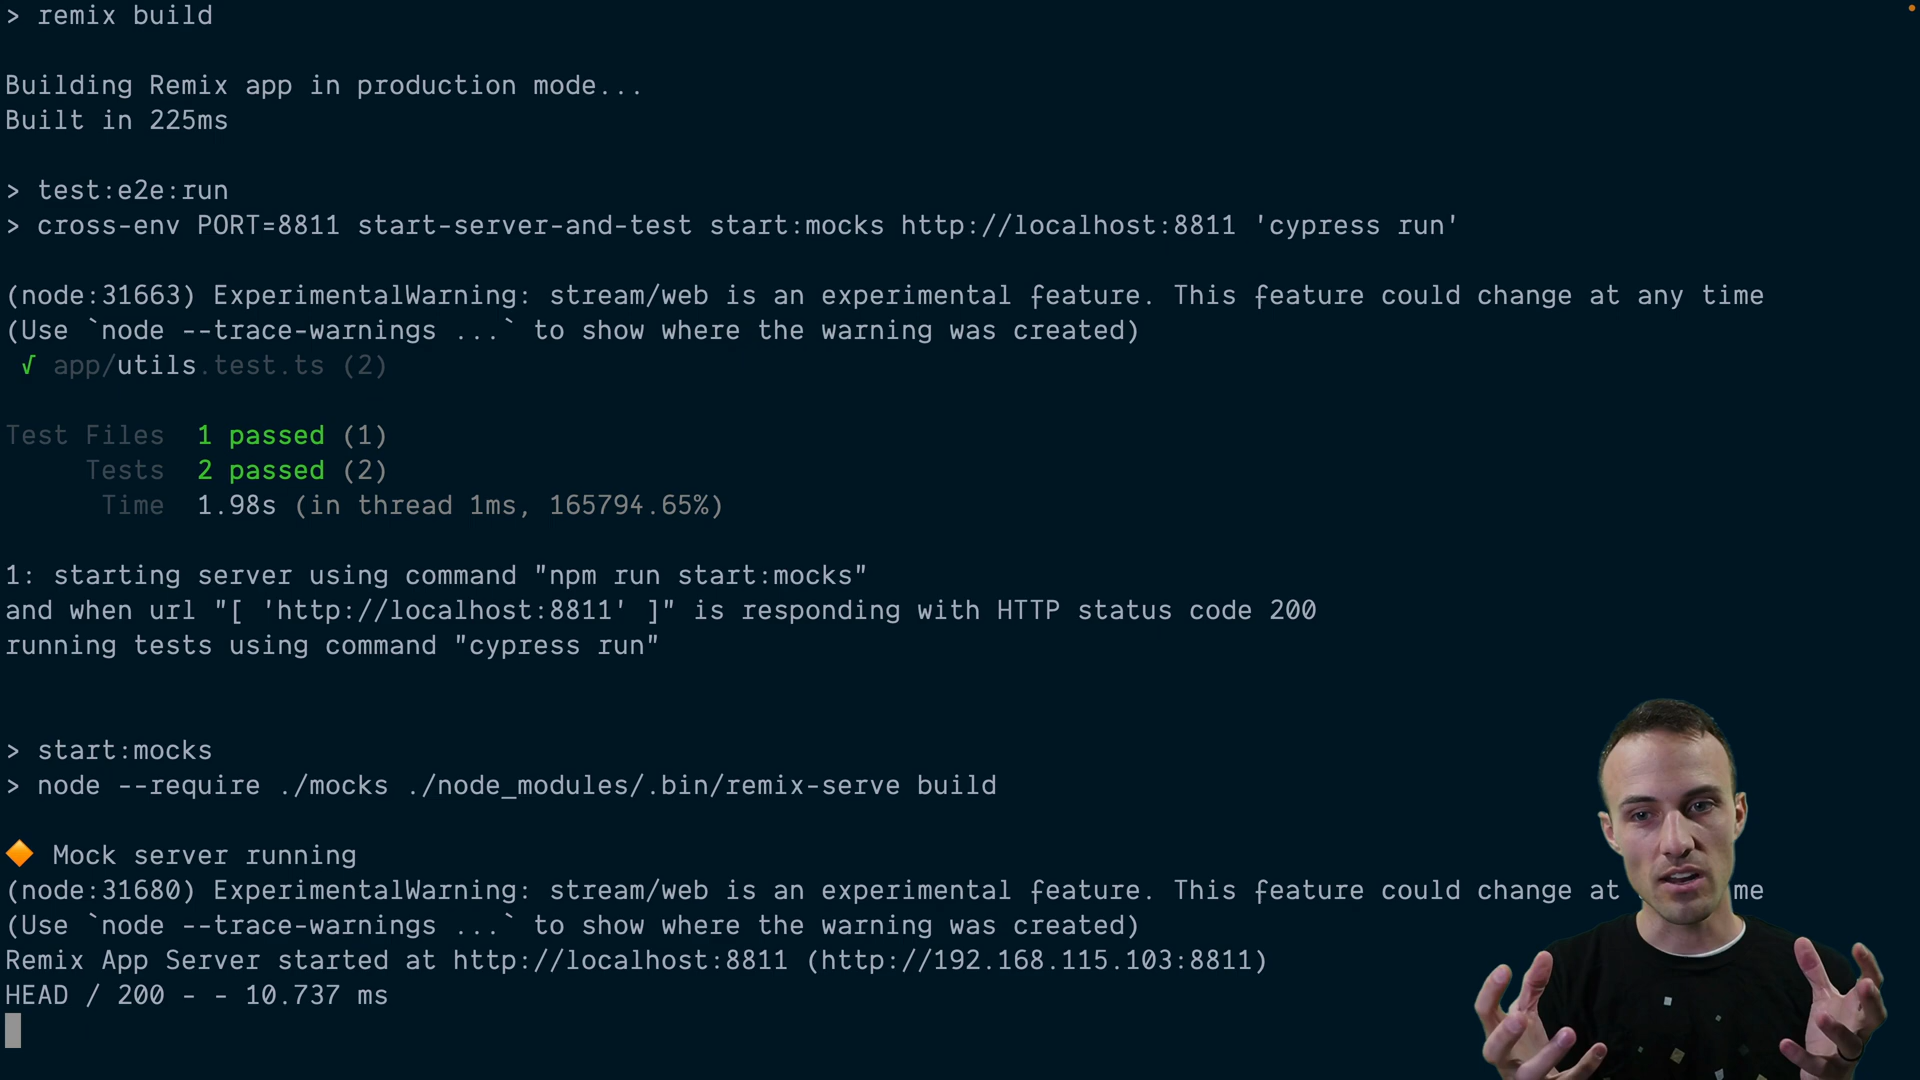 > remix build
Building Remix app in production mode...
Built in 225ms
> test:e2e:run
> cross-env PORT=8811 start-server-and-test start:mocks http://localhost:8811 'cypress run'
(node:31663) ExperimentalWarning: stream/web is an experimental feature. This feature could change at any time
(Use `node --trace-warnings ...` to show where the warning was created)
√ app/utils.test.ts (2)
Test Files 1 passed (1)
Tests 2 passed (2)
Time 1.98s (in thread 1ms, 165794.65%)
1: starting server using command "npm run start:mocks"
and when url "[ 'http://localhost:8811' ]" is responding with HTTP status code 200
running tests using command "cypress run"
> start:mocks
> node --require ./mocks ./node_modules/.bin/remix-serve build
🔶 Mock server running
(node:31680) ExperimentalWarning: stream/web is an experimental feature. This feature could change at
(Use `node --trace-warnings ...` to show where the warning was created)
Remix App Server started at http://localhost:8811 (http://192.168.115.103:8811)
HEAD / 200 - - 10.737 ms